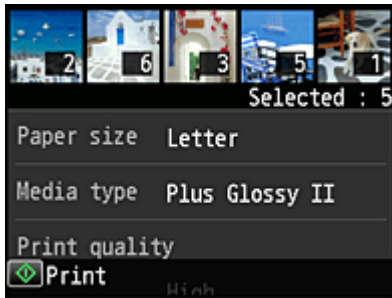 2 6 3 5 1
Selected : 5
Paper size Letter
Media type Plus Glossy II
Print quality
High
Print